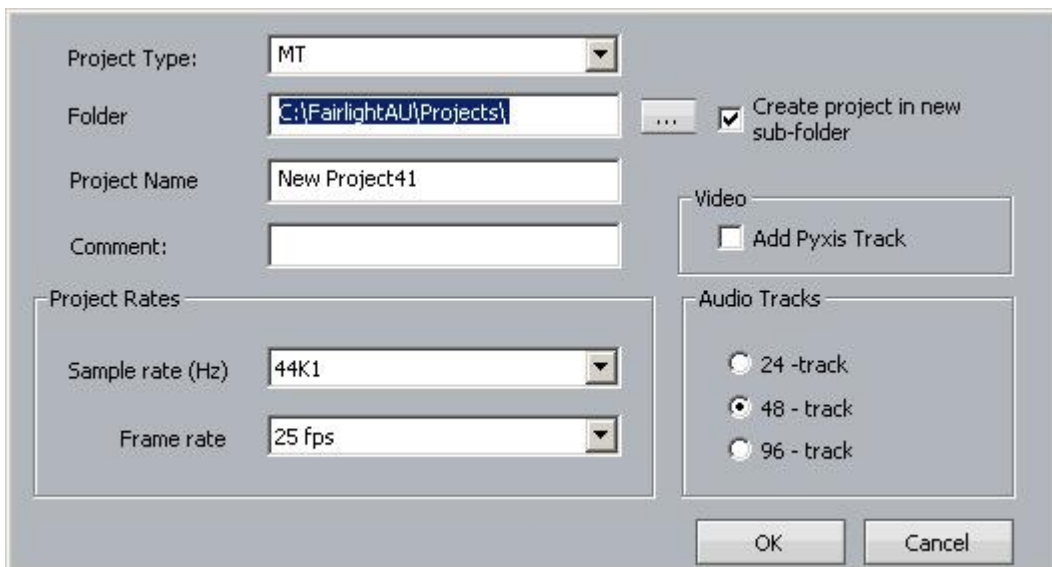 Project Type:
MT
Folder
C:\FairlightAU\Projects\
...
Create project in new
sub-folder
Project Name
New Project41
Video
Add Pyxis Track
Comment:
Project Rates
Sample rate (Hz)
44K1
Frame rate
25 fps
Audio Tracks
24 -track
48 - track
96 - track
OK
Cancel